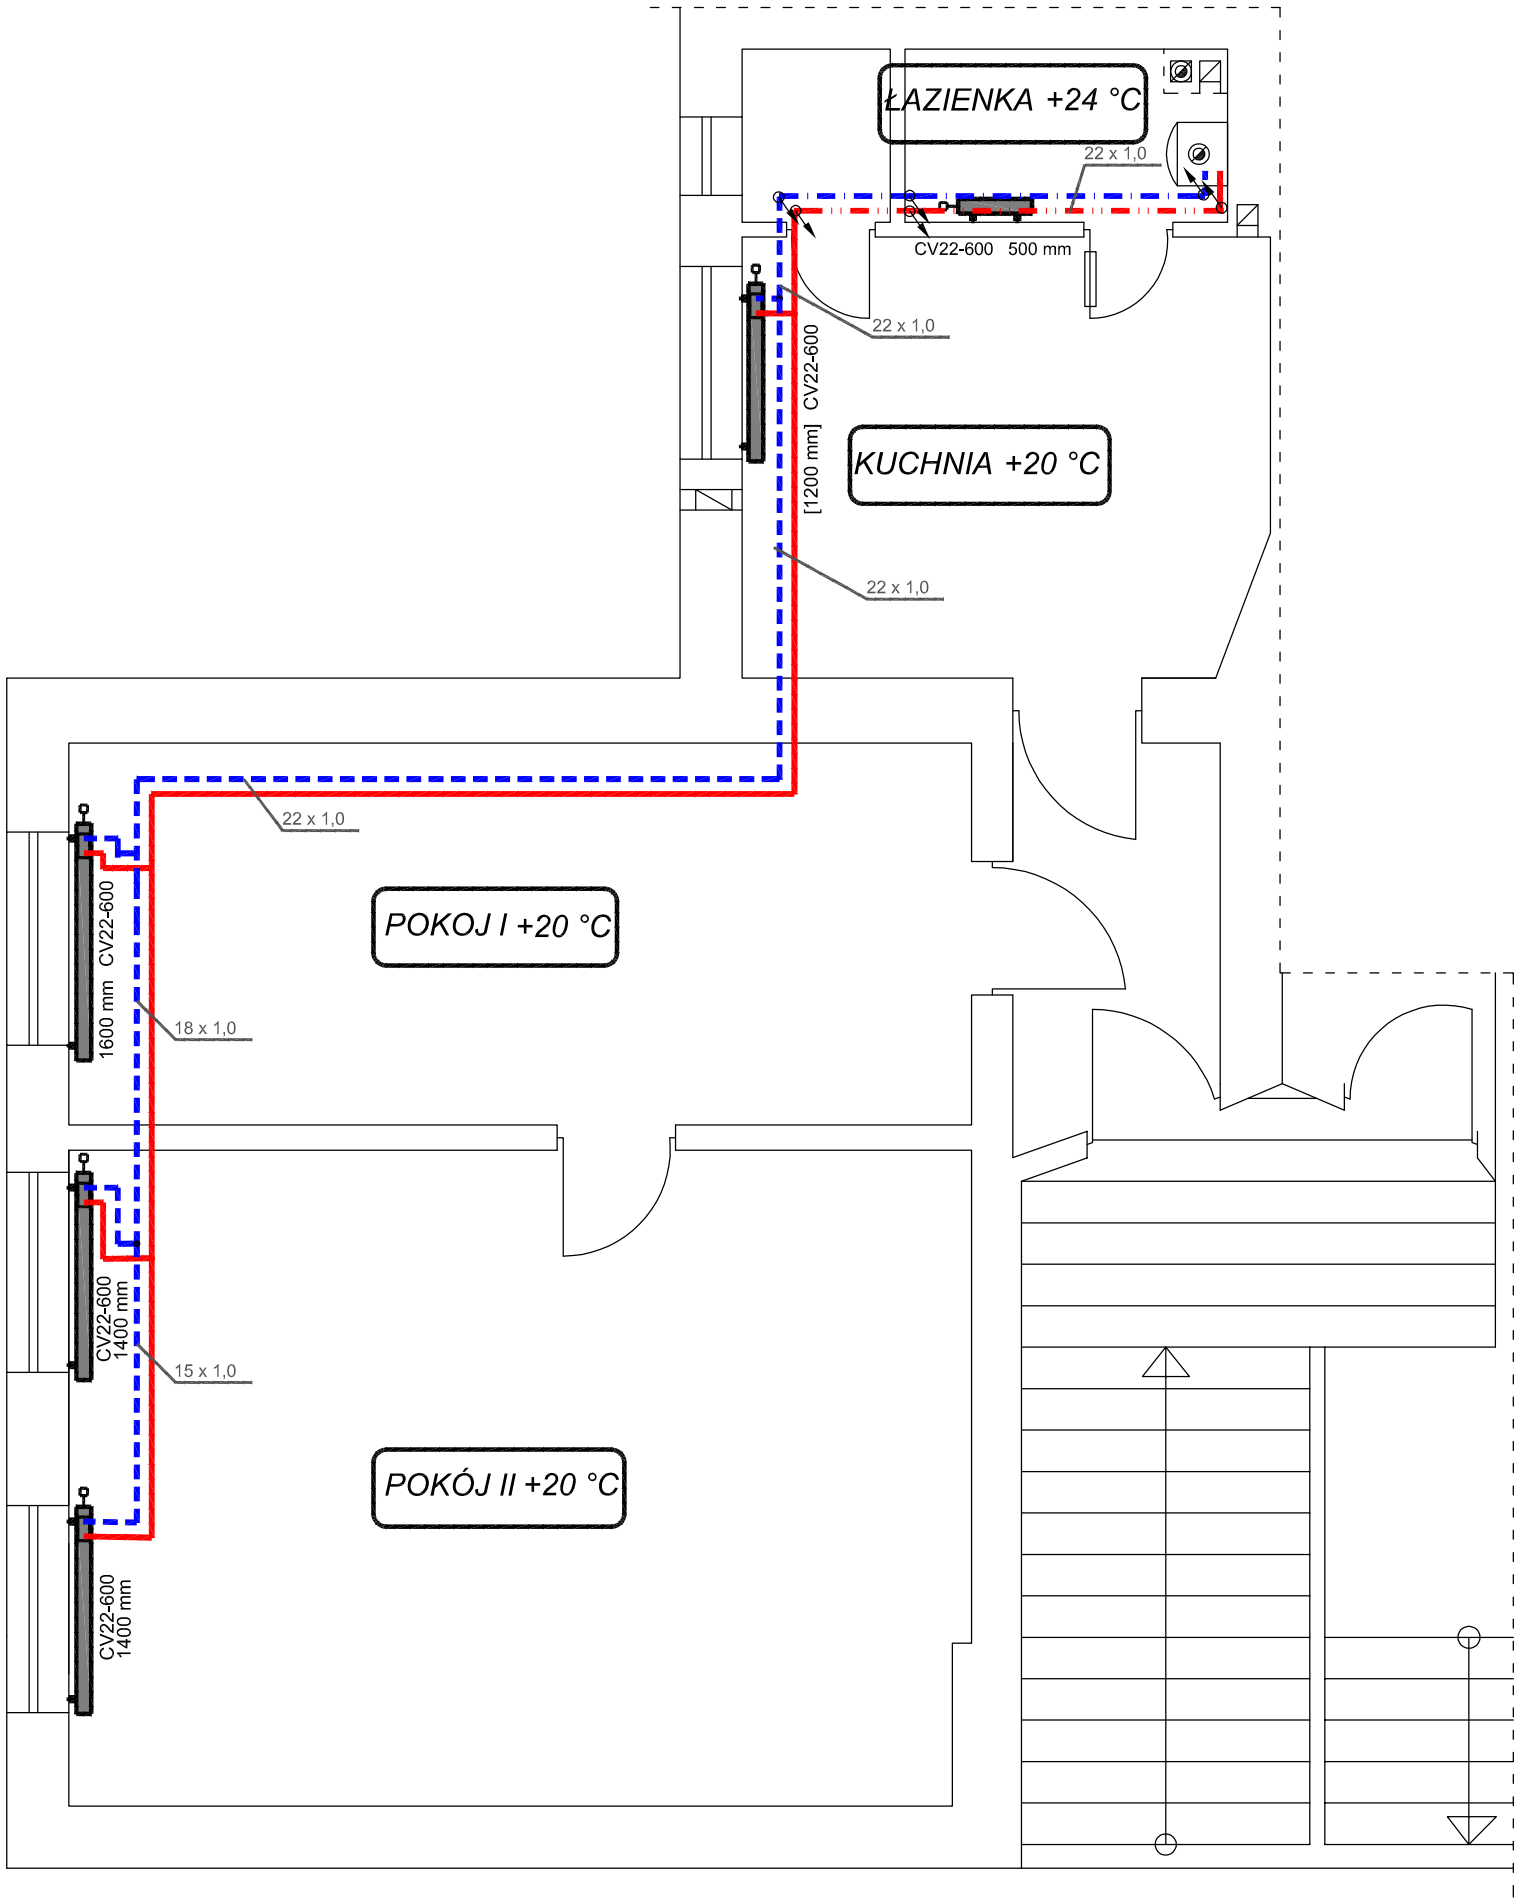 ŁAZIENKA +24 °C
22 x 1,0
CV22-600 500 mm
22 x 1,0
[1200 mm] CV22-600
KUCHNIA +20 °C
22 x 1,0
22 x 1,0
1600 mm CV22-600
POKOJ I +20 °C
18 x 1,0
CV22-600
1400 mm
15 x 1,0
POKÓJ II +20 °C
CV22-600
1400 mm